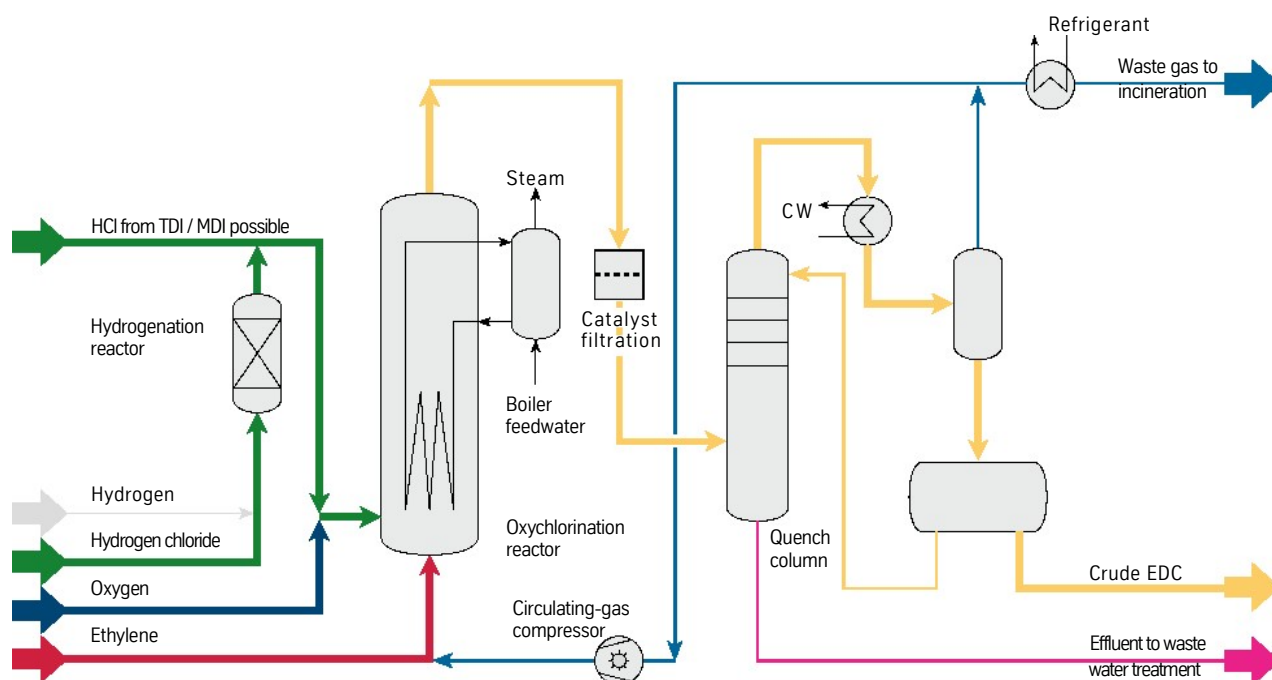 Refrigerant
Waste gas to
incineration
Steam
HCl from TDI / MDI possible
CW
Hydrogenation
reactor
Catalyst
filtration
Boiler
feedwater
Hydrogen
Hydrogen chloride
Oxychlorination
reactor
Quench
column
Oxygen
Crude EDC
Circulating-gas
compressor
Ethylene
Effluent to waste
water treatment